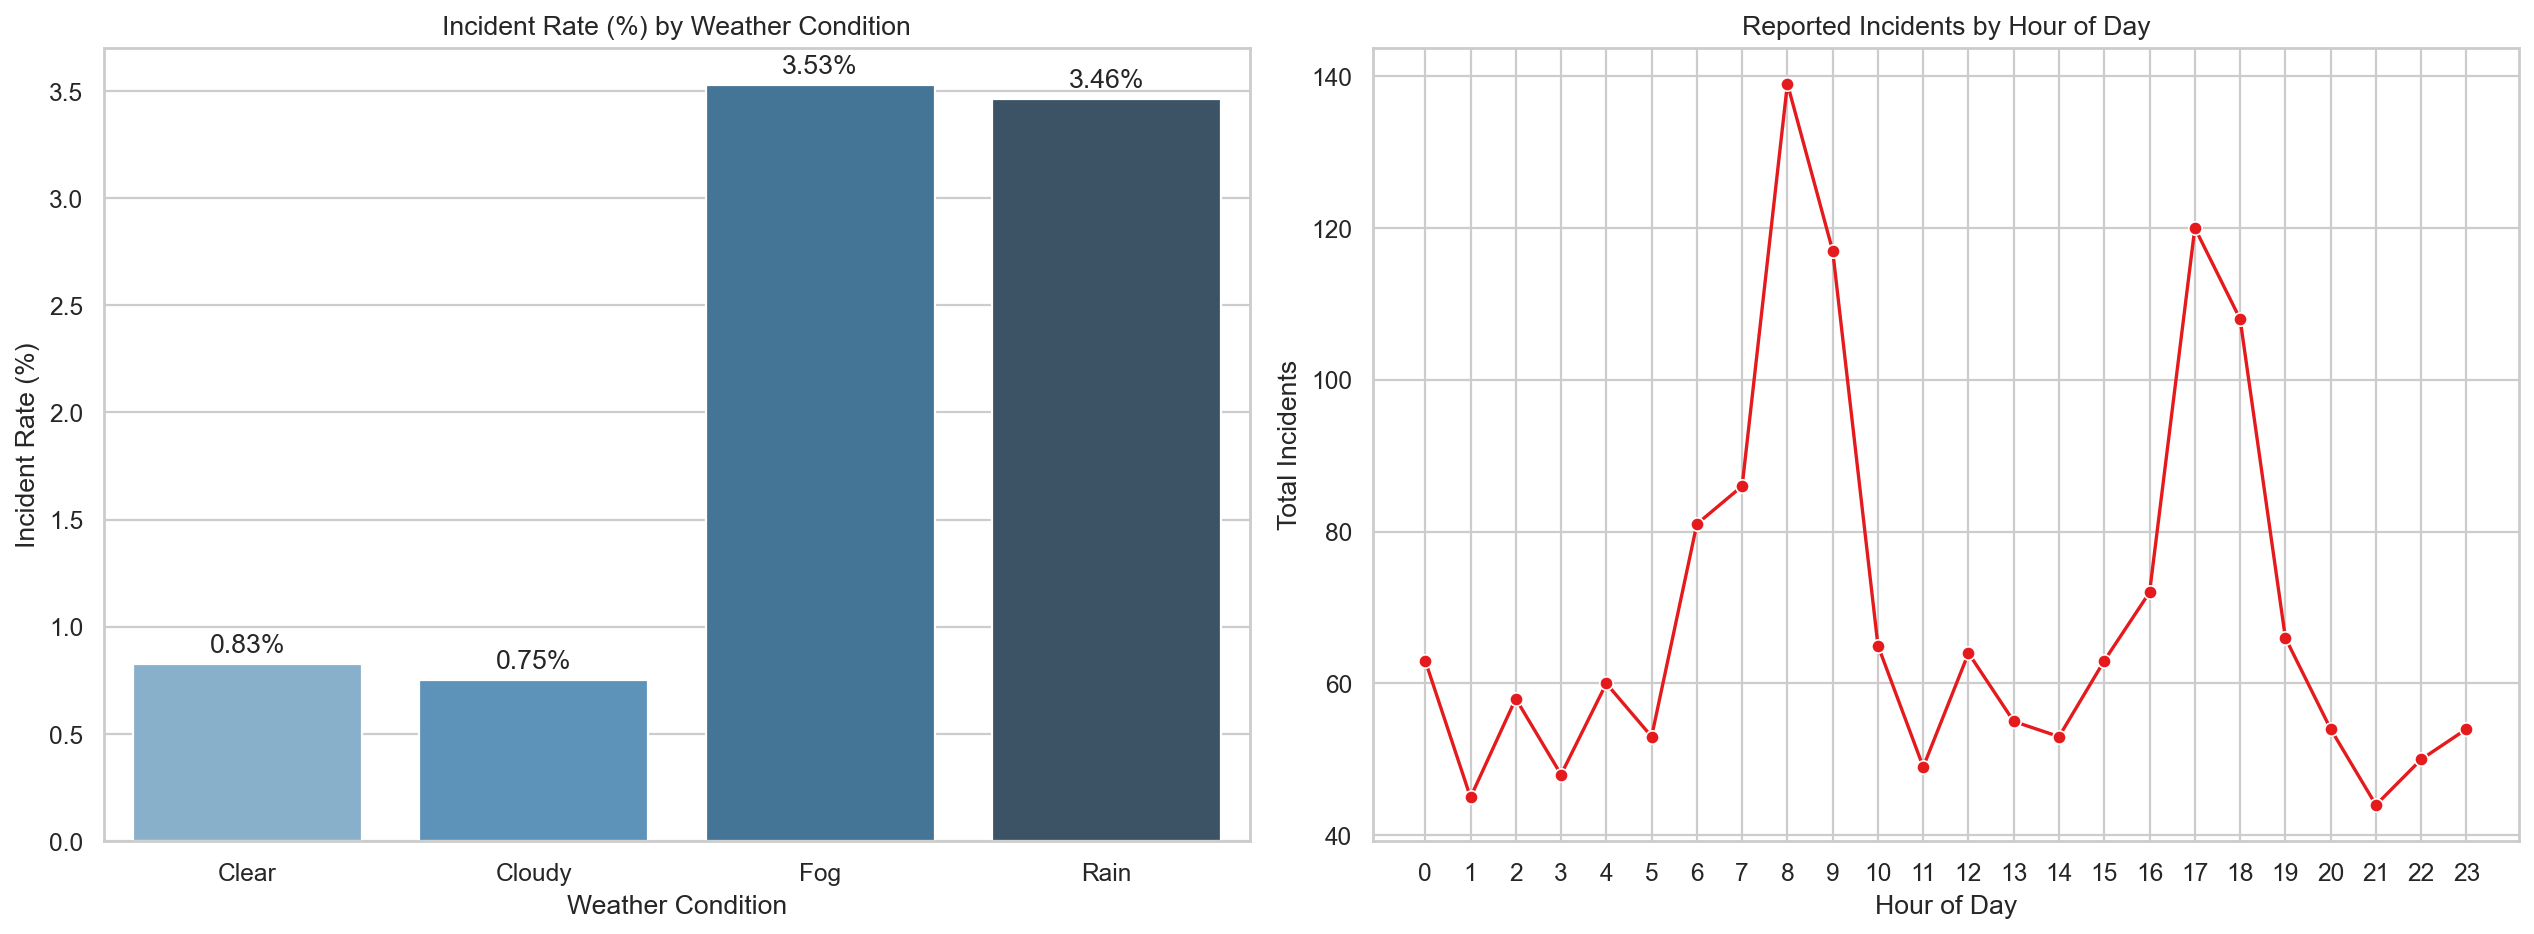 Incident Rate (%) by Weather Condition
3.5
3.0
2.5
2.0
1.5
1.0
0.5
0.0
Incident Rate (%)
0.83%
0.75%
3.53%
3.46%
Clear Cloudy Fog Rain
Weather Condition
Reported Incidents by Hour of Day
140
120
100
80
60
40
Total Incidents
0 1 2 3 4 5 6 7 8 9 10 11 12 13 14 15 16 17 18 19 20 21 22 23
Hour of Day